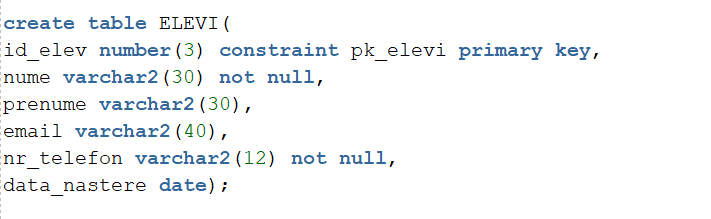 create table ELEVI(
id_elev number(3) constraint pk_elevi primary key,
nume varchar2(30) not null,
prenume varchar2(30),
email varchar2(40),
nr_telefon varchar2(12) not null,
data_nastere date);